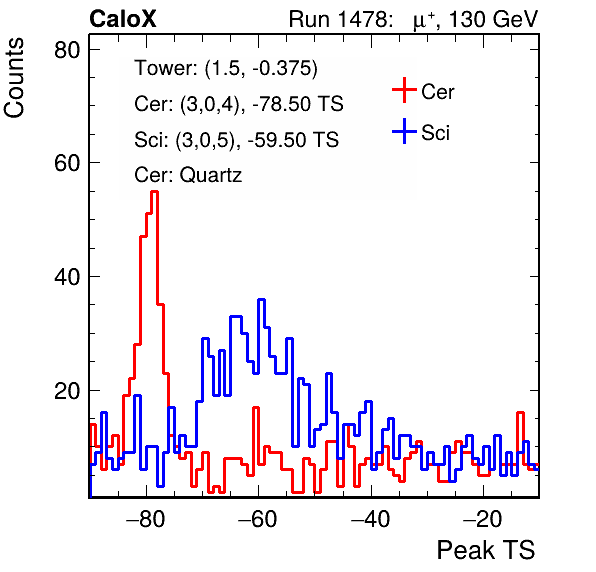 CaloX Run 1478: μ⁺, 130 GeV
Counts
80
60
40
20
Tower: (1.5, -0.375)
Cer: (3,0,4), -78.50 TS
Sci: (3,0,5), -59.50 TS
Cer: Quartz
Cer
Sci
−80 −60 −40 −20
Peak TS